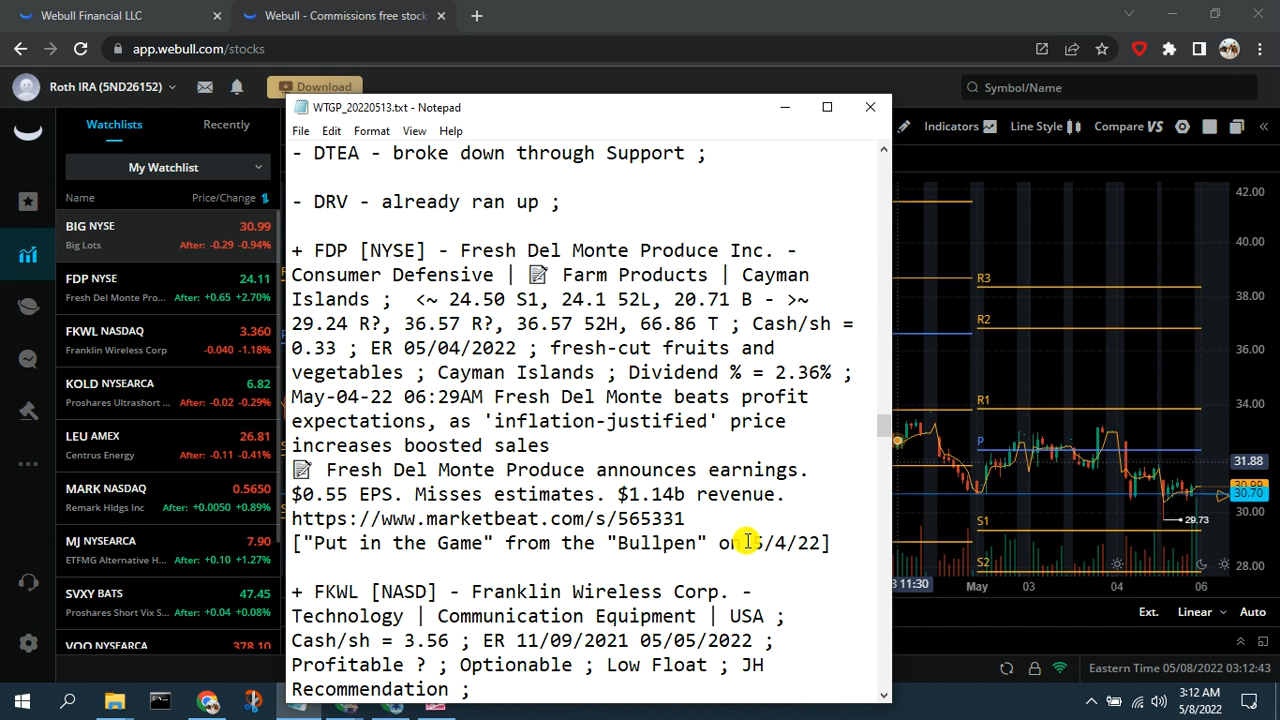 Webull Financial LLC
Webull - Commissions free stock
app.webull.com/stocks
Roth IRA (5ND26152)
Download
Symbol/Name
WTGP_20220513.txt - Notepad
File Edit Format View Help
Watchlists Recently
My Watchlist
Name Price/Change
BIG NYSE 30.99
Big Lots After: -0.29 -0.94%
FDP NYSE 24.11
Fresh Del Monte Pro... After: +0.65 +2.70%
FKWL NASDAQ 3.360
Franklin Wireless Corp -0.040 -1.18%
KOLD NYSEARCA 6.82
Proshares Ultrashort ... After: -0.02 -0.29%
LEU AMEX 26.81
Centrus Energy After: -0.11 -0.41%
MARK NASDAQ 0.5650
Remark Hldgs Inc After: +0.0050 +0.89%
MJ NYSEARCA 7.90
ETFMG Alternative H... After: +0.10 +1.27%
SVXY BATS 47.45
Proshares Short Vix S... After: +0.04 +0.08%
VOO NYSEARCA 378.10
- DTEA - broke down through Support ;
- DRV - already ran up ;
+ FDP [NYSE] - Fresh Del Monte Produce Inc. -
Consumer Defensive | 📝 Farm Products | Cayman
Islands ;  <~ 24.50 S1, 24.1 52L, 20.71 B - >~
29.24 R?, 36.57 R?, 36.57 52H, 66.86 T ; Cash/sh =
0.33 ; ER 05/04/2022 ; fresh-cut fruits and
vegetables ; Cayman Islands ; Dividend % = 2.36% ;
May-04-22 06:29AM Fresh Del Monte beats profit
expectations, as 'inflation-justified' price
increases boosted sales
📝 Fresh Del Monte Produce announces earnings.
$0.55 EPS. Misses estimates. $1.14b revenue.
https://www.marketbeat.com/s/565331
["Put in the Game" from the "Bullpen" on 5/4/22]
+ FKWL [NASD] - Franklin Wireless Corp. -
Technology | Communication Equipment | USA ;
Cash/sh = 3.56 ; ER 11/09/2021 05/05/2022 ;
Profitable ? ; Optionable ; Low Float ; JH
Recommendation ;
Indicators Line Style Compare VS
42.00
40.00
R3
38.00
R2
36.00
R1
34.00
P
31.88
30.99
30.70
30.00
29.73
S1
S2
28.00
11:30 May 03 04 06
Ext. Linear Auto
Eastern Time 05/08/2022 03:12:43
3:12 AM
5/8/2022